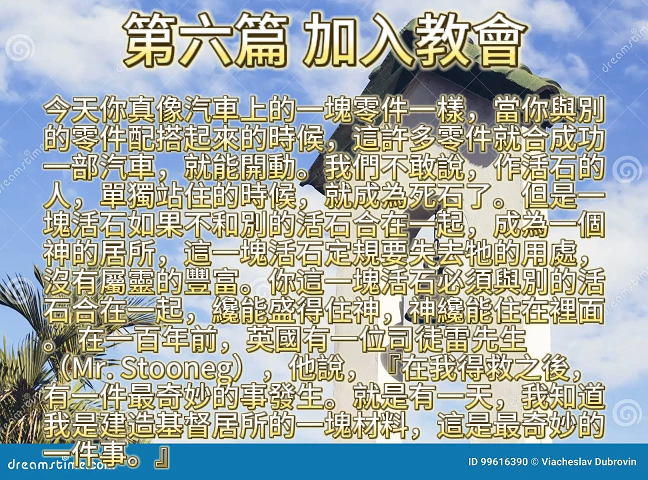 第六篇 加入教會
今天你真像汽車上的一塊零件一樣，當你與別
的零件配搭起來的時候，這許多零件就合成功
一部汽車，就能開動。我們不敢說，作活石的
人，單獨站住的時候，就成為死石了。但是一
塊活石如果不和別的活石合在一起，成為一個
神的居所，這一塊活石定規要失去牠的用處，
沒有屬靈的豐富。你這一塊活石必須與別的活
石合在一起，纔能盛得住神，神纔能住在裡面
。 在一百年前，英國有一位司徒雷先生
（Mr. Stooneg），他說，『在我得救之後，
有一件最奇妙的事發生。就是有一天，我知道
我是建造基督居所的一塊材料，這是最奇妙的
一件事。』
dreamstime.com
ID 99616390 © Viacheslav Dubrovin